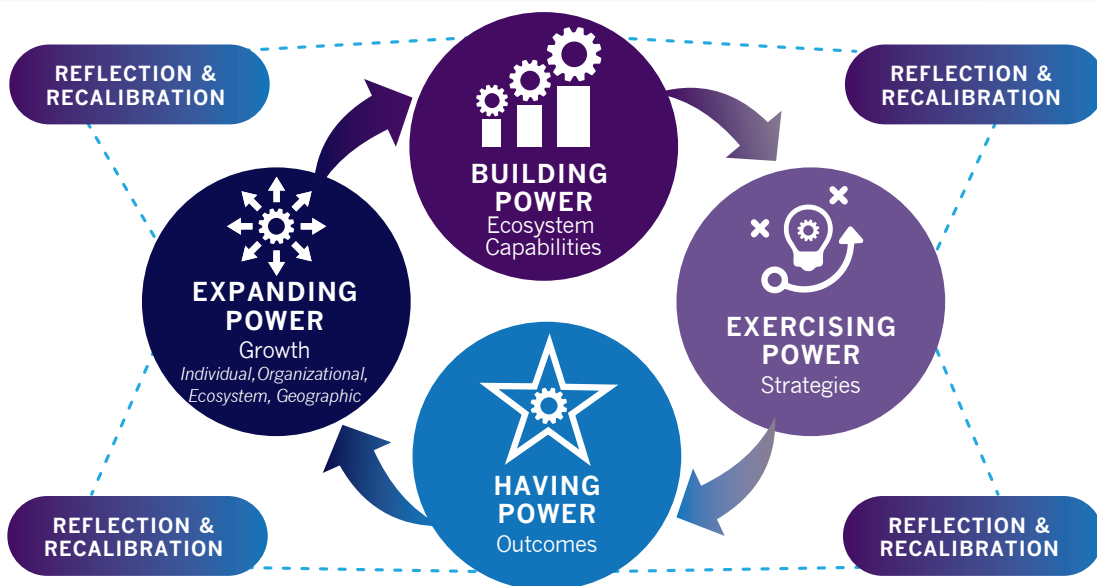 REFLECTION &
RECALIBRATION
REFLECTION &
RECALIBRATION
BUILDING
POWER
Ecosystem
Capabilities
EXPANDING
POWER
Growth
Individual, Organizational,
Ecosystem, Geographic
EXERCISING
POWER
Strategies
HAVING
POWER
Outcomes
REFLECTION &
RECALIBRATION
REFLECTION &
RECALIBRATION